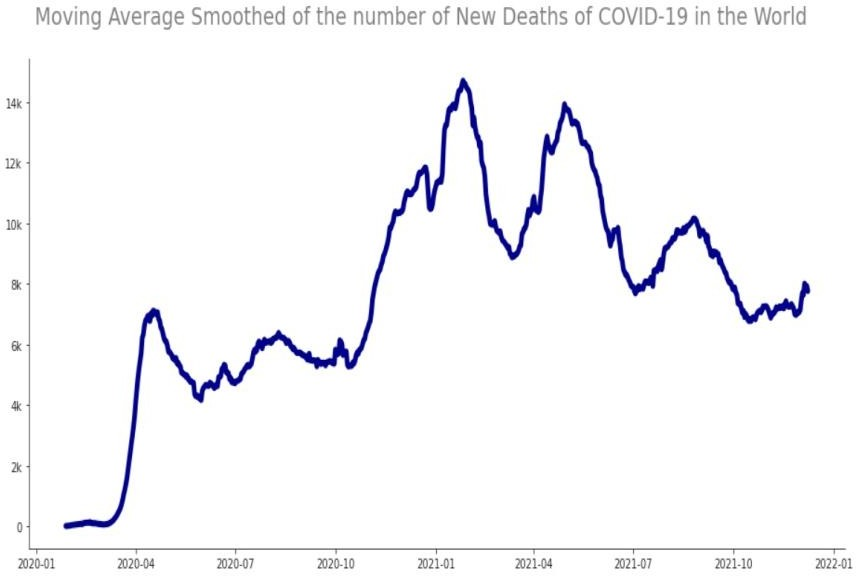 Moving Average Smoothed of the number of New Deaths of COVID-19 in the World
14k
12k
10k
8k
6k
4k
2k
0
2020-01 2020-04 2020-07 2020-10 2021-01 2021-04 2021-07 2021-10 2022-01